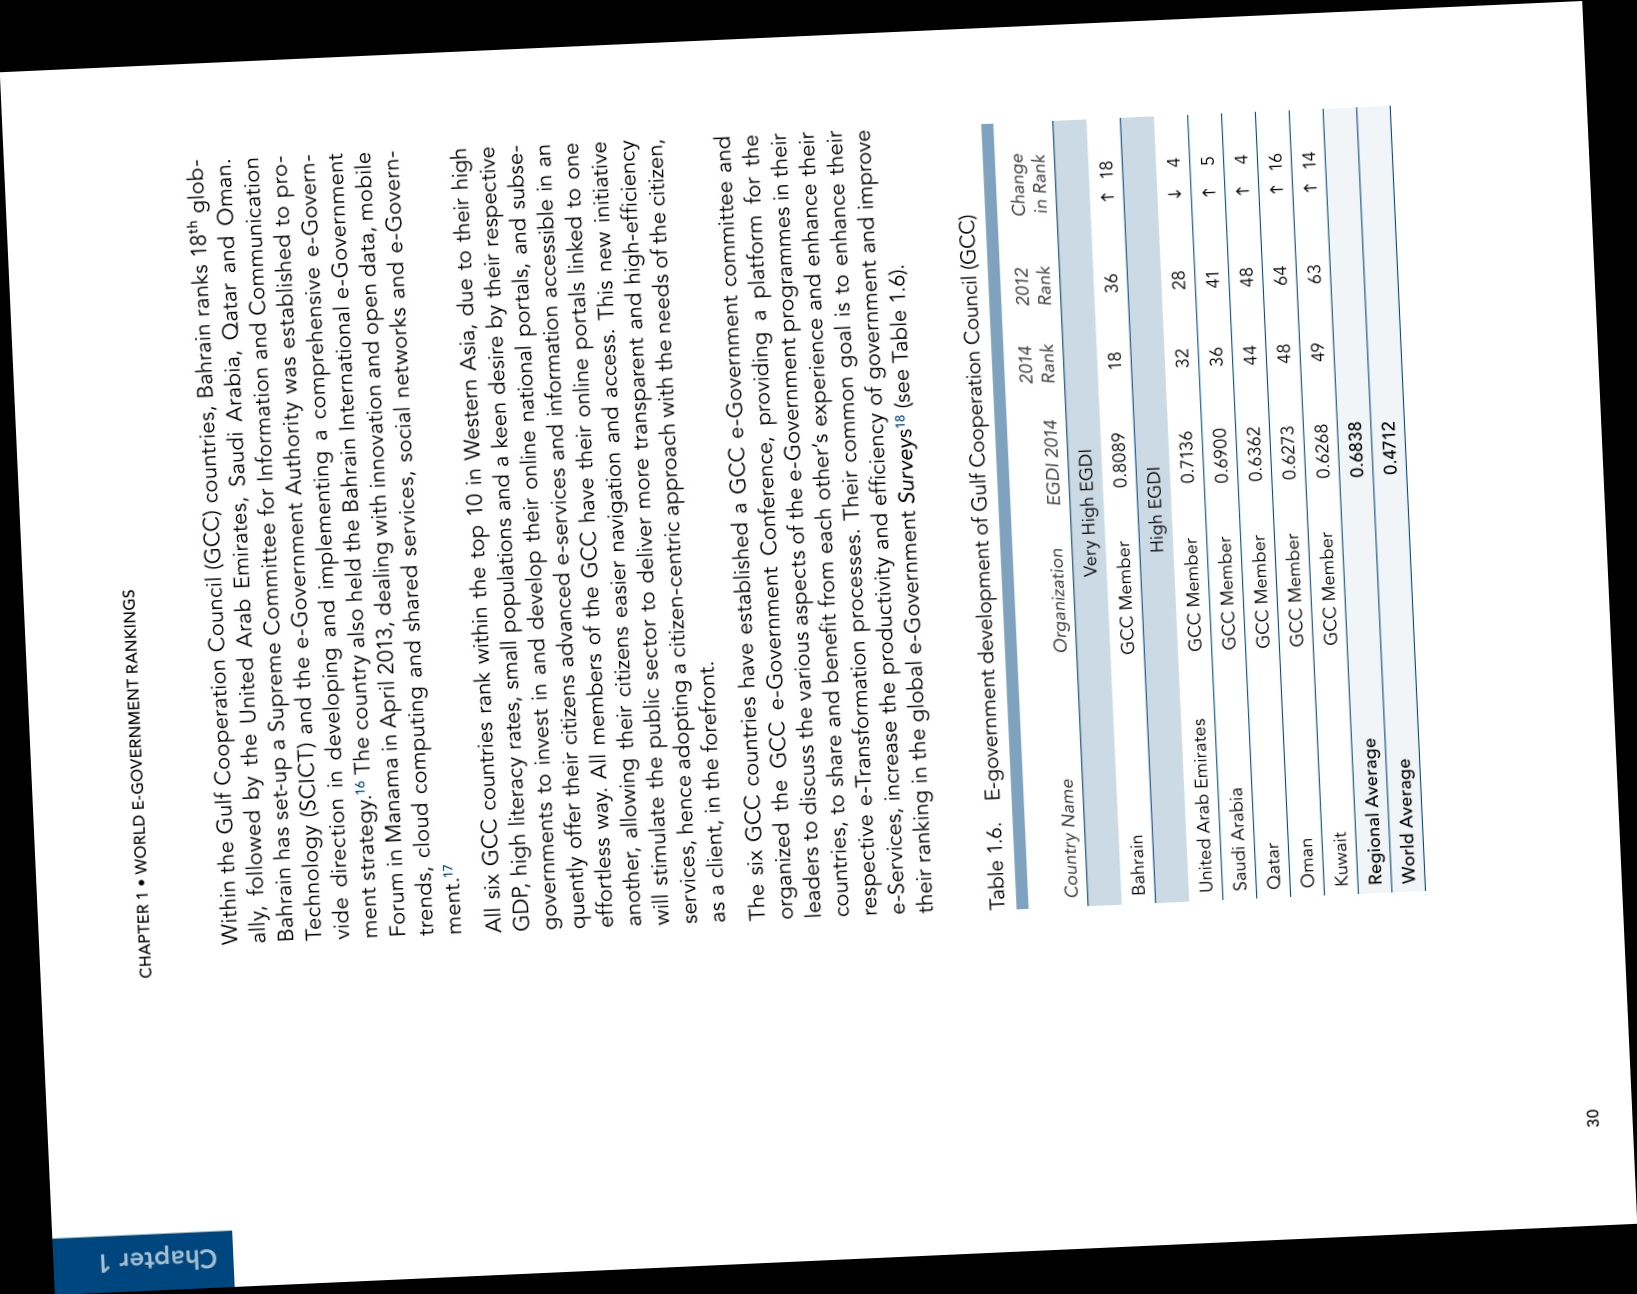 CHAPTER 1 • WORLD E-GOVERNMENT RANKINGS
Within the Gulf Cooperation Council (GCC) countries, Bahrain ranks 18th glob-
ally, followed by the United Arab Emirates, Saudi Arabia, Qatar and Oman.
Bahrain has set-up a Supreme Committee for Information and Communication
Technology (SCICT) and the e-Government Authority was established to pro-
vide direction in developing and implementing a comprehensive e-Govern-
ment strategy.16 The country also held the Bahrain International e-Government
Forum in Manama in April 2013, dealing with innovation and open data, mobile
trends, cloud computing and shared services, social networks and e-Govern-
ment.17
All six GCC countries rank within the top 10 in Western Asia, due to their high
GDP, high literacy rates, small populations and a keen desire by their respective
governments to invest in and develop their online national portals, and subse-
quently offer their citizens advanced e-services and information accessible in an
effortless way. All members of the GCC have their online portals linked to one
another, allowing their citizens easier navigation and access. This new initiative
will stimulate the public sector to deliver more transparent and high-efficiency
services, hence adopting a citizen-centric approach with the needs of the citizen,
as a client, in the forefront.
The six GCC countries have established a GCC e-Government committee and
organized the GCC e-Government Conference, providing a platform for the
leaders to discuss the various aspects of the e-Government programmes in their
countries, to share and benefit from each other's experience and enhance their
respective e-Transformation processes. Their common goal is to enhance their
e-Services, increase the productivity and efficiency of government and improve
their ranking in the global e-Government Surveys18 (see Table 1.6).
Table 1.6. E-government development of Gulf Cooperation Council (GCC)
Country Name Organization EGDI 2014 2014 Rank 2012 Rank Change in Rank
Very High EGDI
Bahrain GCC Member 0.8089 18 36 ↑ 18
High EGDI
United Arab Emirates GCC Member 0.7136 32 28 ↓ 4
Saudi Arabia GCC Member 0.6900 36 41 ↑ 5
Qatar GCC Member 0.6362 44 48 ↑ 4
Oman GCC Member 0.6273 48 64 ↑ 16
Kuwait GCC Member 0.6268 49 63 ↑ 14
Regional Average 0.6838
World Average 0.4712
30
Chapter 1